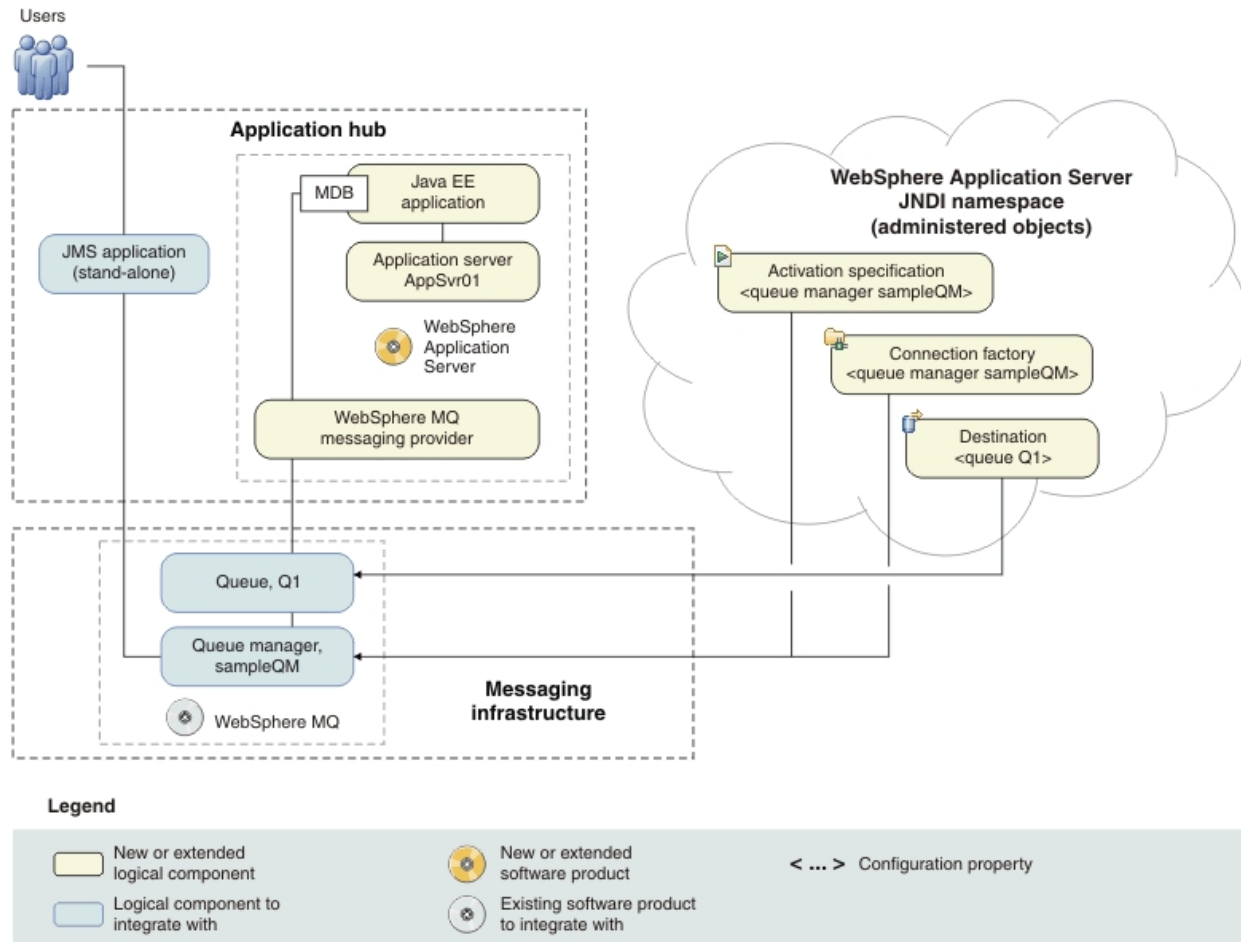 Users
Application hub
MDB
Java EE
application
JMS application
(stand-alone)
Application server
AppSvr01
WebSphere
Application
Server
WebSphere MQ
messaging provider
WebSphere Application Server
JNDI namespace
(administered objects)
Activation specification
<queue manager sampleQM>
Connection factory
<queue manager sampleQM>
Destination
<queue Q1>
Queue, Q1
Queue manager,
sampleQM
WebSphere MQ
Messaging
infrastructure
Legend
New or extended
logical component
Logical component to
integrate with
New or extended
software product
Existing software product
to integrate with
< ... > Configuration property